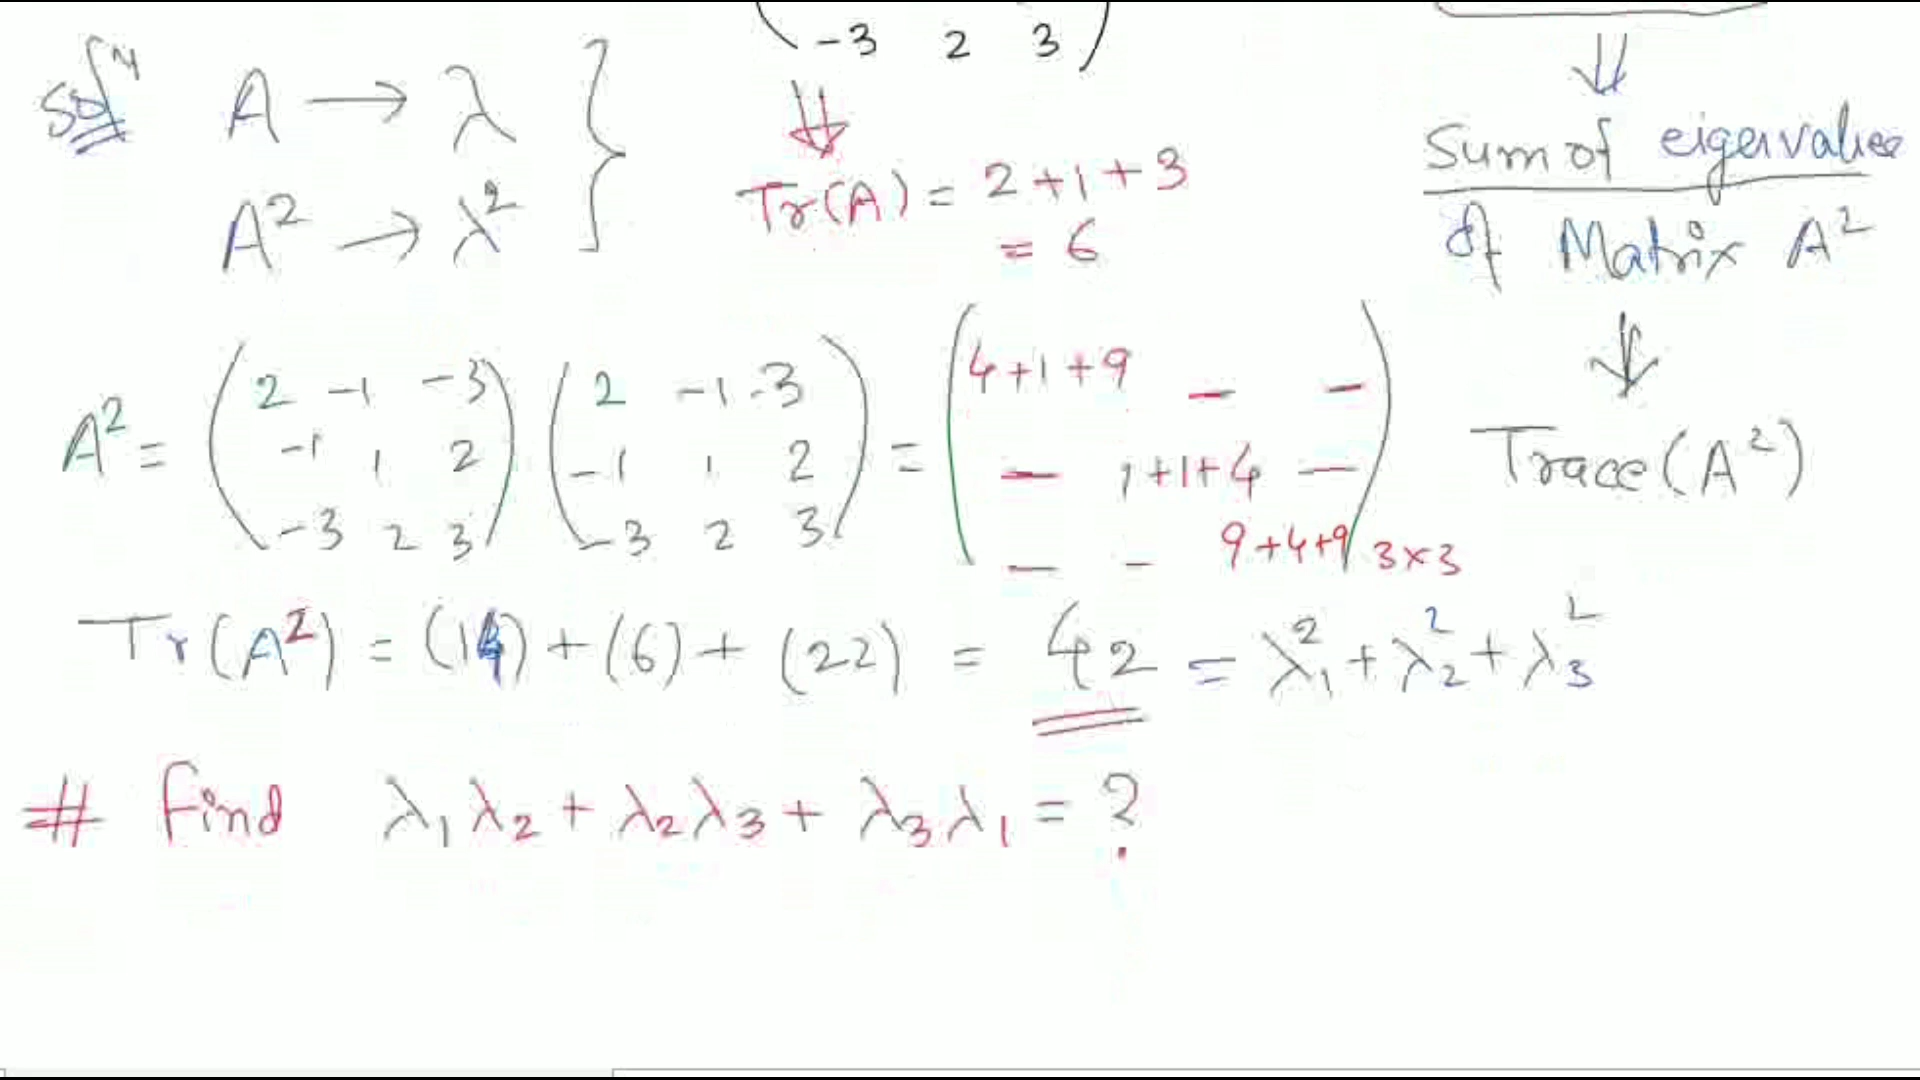 -3 2 3
Solⁿ A → λ
A² → λ²
Tr(A) = 2+1+3
= 6
Sum of eigenvalues
of Matrix A²
Trace(A²)
A² = ( 2 -1 -3 ) ( 2 -1 -3 ) = ( 4+1+9 – – )
-1 1 2 -1 1 2 – 1+1+4 –
-3 2 3 -3 2 3 – – 9+4+9 3×3
Tr(A²) = (14) + (6) + (22) = 42 = λ₁² + λ₂² + λ₃²
# Find λ₁λ₂ + λ₂λ₃ + λ₃λ₁ = ?